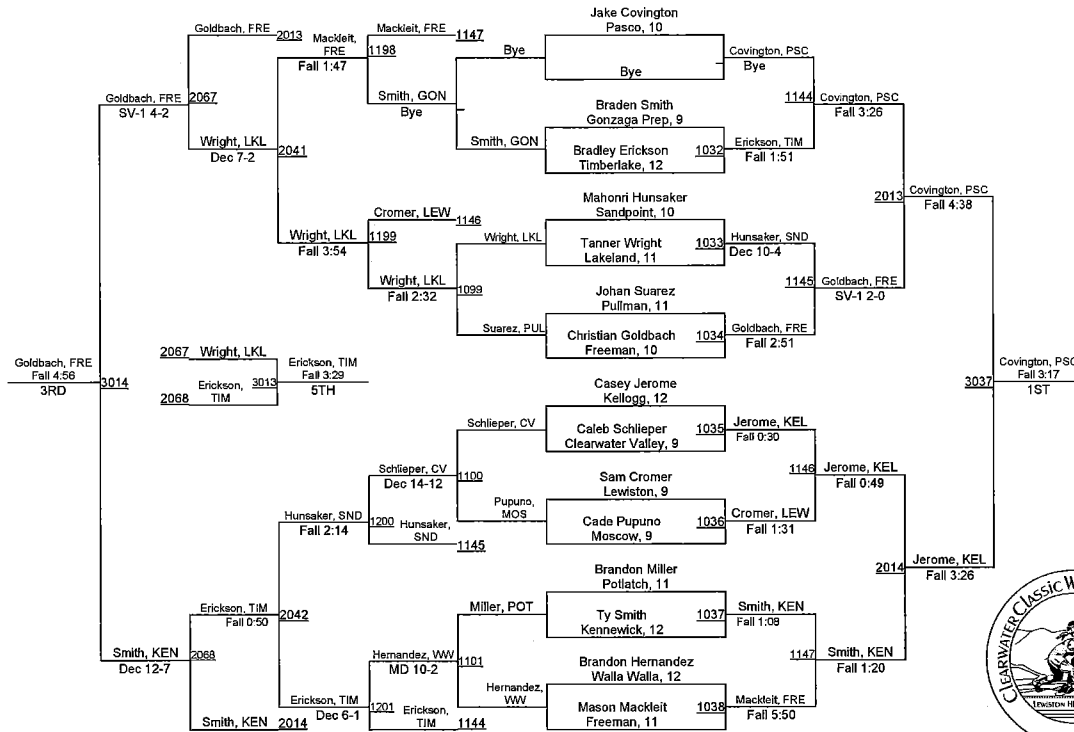 Goldbach, FRE
2013
Mackleit,
FRE
Fall 1:47
Mackleit, FRE
1147
1198
Smith, GON
Bye
Bye
Smith, GON
Jake Covington
Pasco, 10
Bye
Covington, PSC
Bye
1144
Covington, PSC
Fall 3:26
Braden Smith
Gonzaga Prep, 9
Bradley Erickson
Timberlake, 12
1032
Erickson, TIM
Fall 1:51
Goldbach, FRE
SV-1 4-2
2067
Wright, LKL
Dec 7-2
2041
Wright, LKL
Fall 3:54
Cromer, LEW
1146
1199
Wright, LKL
Fall 2:32
Wright, LKL
1099
Suarez, PUL
Mahonri Hunsaker
Sandpoint, 10
Tanner Wright
Lakeland, 11
1033
Hunsaker, SND
Dec 10-4
1145
Goldbach, FRE
SV-1 2-0
2013
Covington, PSC
Fall 4:38
Johan Suarez
Pullman, 11
Christian Goldbach
Freeman, 10
1034
Goldbach, FRE
Fall 2:51
Goldbach, FRE
Fall 4:56
3RD
3014
2067
Wright, LKL
Erickson,
TIM
2068
3013
Erickson, TIM
Fall 3:29
5TH
3037
Covington, PSC
Fall 3:17
1ST
Casey Jerome
Kellogg, 12
Caleb Schlieper
Clearwater Valley, 9
1035
Jerome, KEL
Fall 0:30
Schlieper, CV
1146
Jerome, KEL
Fall 0:49
Schlieper, CV
Dec 14-12
1100
Pupuno,
MOS
Sam Cromer
Lewiston, 9
Cade Pupuno
Moscow, 9
1036
Cromer, LEW
Fall 1:31
Hunsaker, SND
Fall 2:14
1200
Hunsaker,
SND
1145
2014
Jerome, KEL
Fall 3:26
Brandon Miller
Potlatch, 11
Ty Smith
Kennewick, 12
1037
Smith, KEN
Fall 1:08
Miller, POT
Erickson, TIM
Fall 0:50
2042
Hernandez, WW
MD 10-2
1101
Hernandez,
WW
1147
Smith, KEN
Fall 1:20
Brandon Hernandez
Walla Walla, 12
Mason Mackleit
Freeman, 11
1038
Mackleit, FRE
Fall 5:50
Smith, KEN
Dec 12-7
2068
Erickson, TIM
Dec 6-1
1201
Erickson,
TIM
1144
Smith, KEN
2014
CLEARWATER CLASSIC W